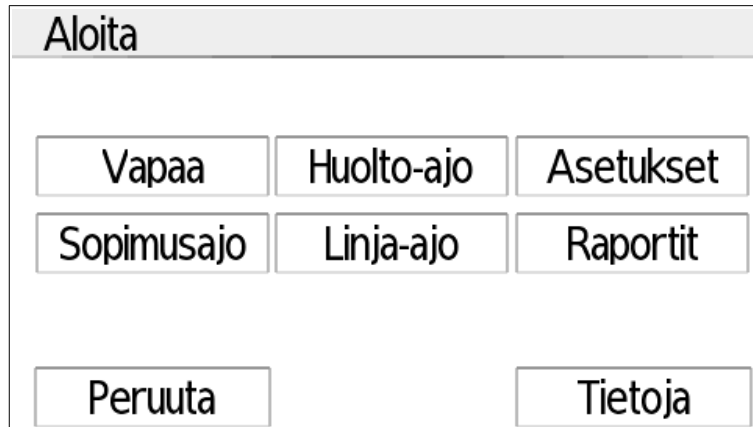 Aloita
Vapaa Huolto-ajo Asetukset
Sopimusajo Linja-ajo Raportit
Peruuta Tietoja